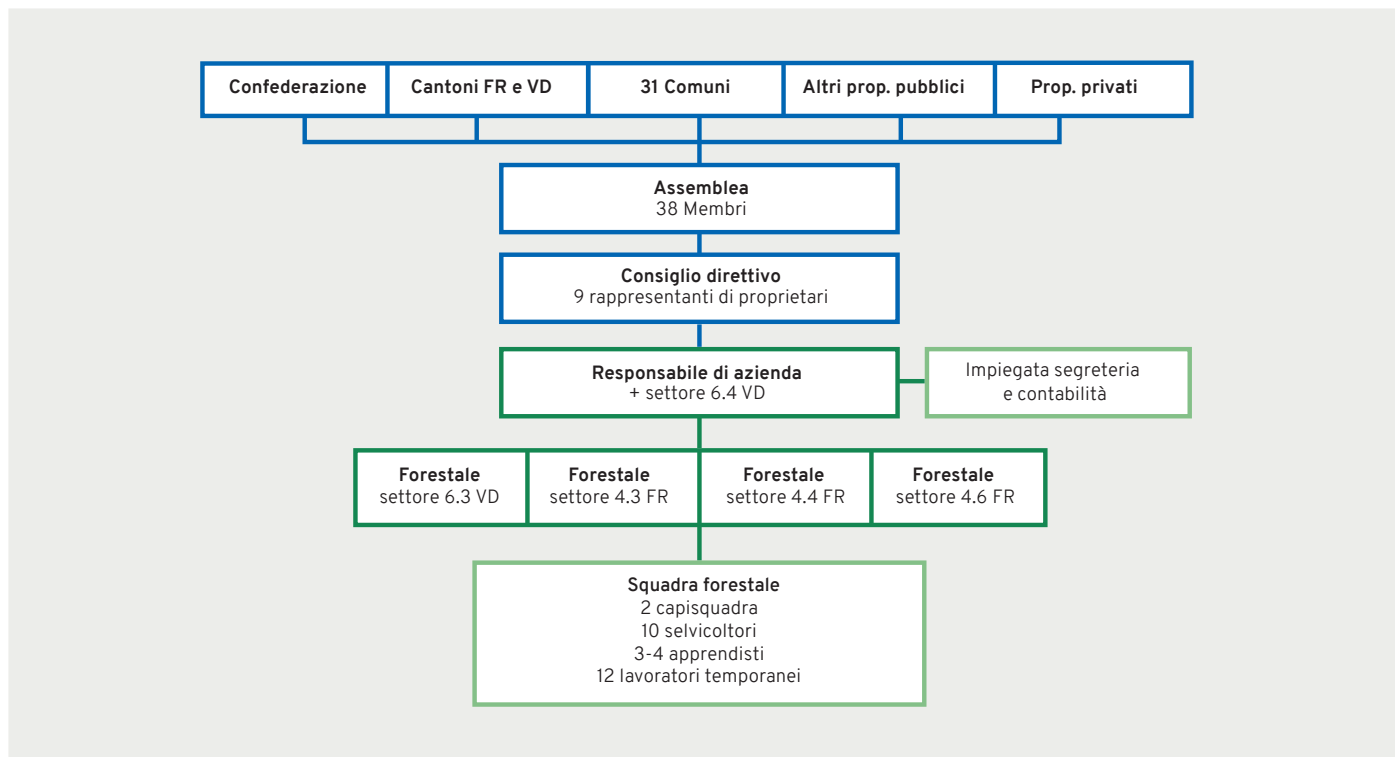 Confederazione
Cantoni FR e VD
31 Comuni
Altri prop. pubblici
Prop. privati
Assemblea
38 Membri
Consiglio direttivo
9 rappresentanti di proprietari
Responsabile di azienda
+ settore 6.4 VD
Impiegata segreteria
e contabilità
Forestale
settore 6.3 VD
Forestale
settore 4.3 FR
Forestale
settore 4.4 FR
Forestale
settore 4.6 FR
Squadra forestale
2 capisquadra
10 selvicoltori
3-4 apprendisti
12 lavoratori temporanei